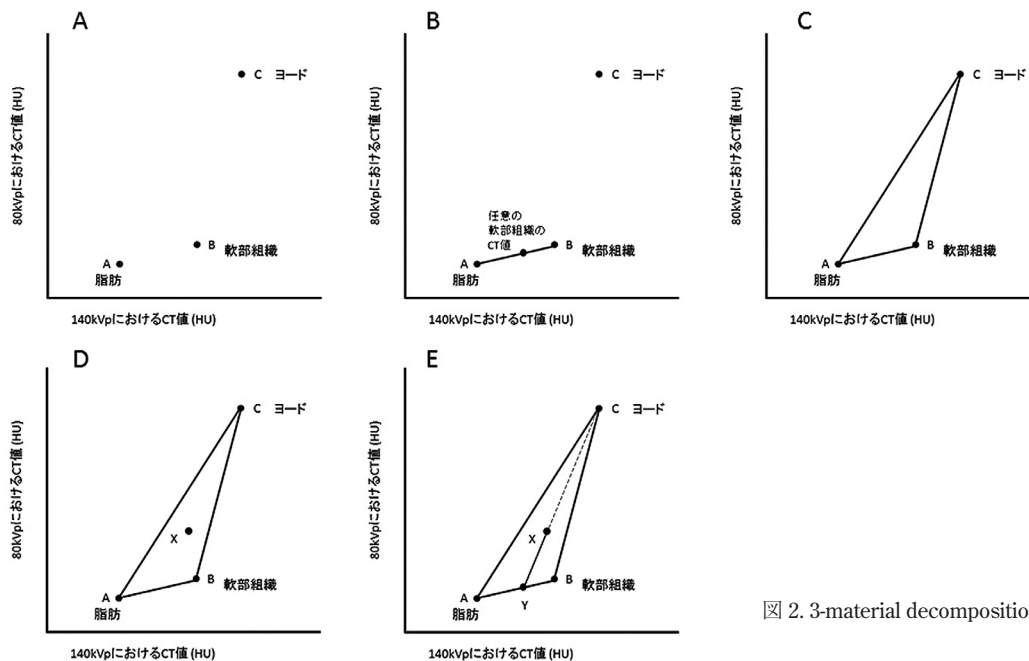 A
80kVpにおけるCT値 (HU)
C ヨード
B 軟部組織
A
脂肪
140kVpにおけるCT値 (HU)
B
80kVpにおけるCT値 (HU)
C ヨード
任意の
軟部組織の
CT値
B 軟部組織
A
脂肪
140kVpにおけるCT値 (HU)
C
80kVpにおけるCT値 (HU)
C ヨード
B
軟部組織
A
脂肪
140kVpにおけるCT値 (HU)
D
80kVpにおけるCT値 (HU)
C ヨード
X
B
軟部組織
A
脂肪
140kVpにおけるCT値 (HU)
E
80kVpにおけるCT値 (HU)
C ヨード
X
B 軟部組織
A
脂肪
Y
140kVpにおけるCT値 (HU)
図 2. 3-material decompositio